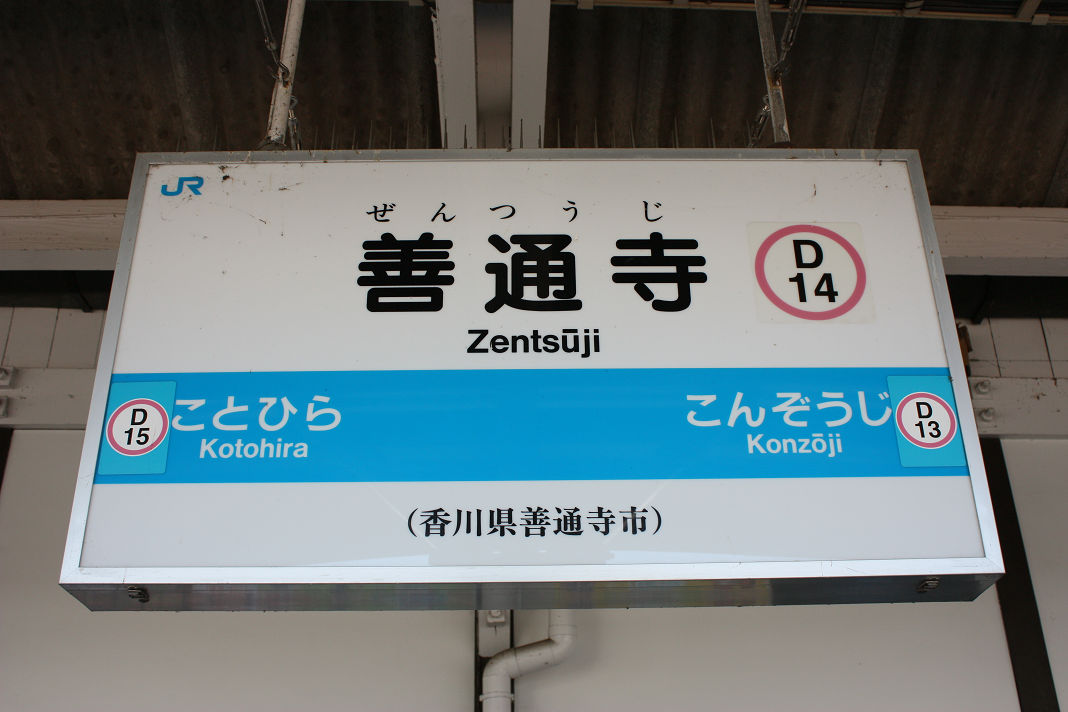 JR
ぜんつうじ
善通寺
D
14
Zentsūji
D
15
ことひら
Kotohira
こんぞうじ
Konzōji
D
13
(香川県善通寺市)